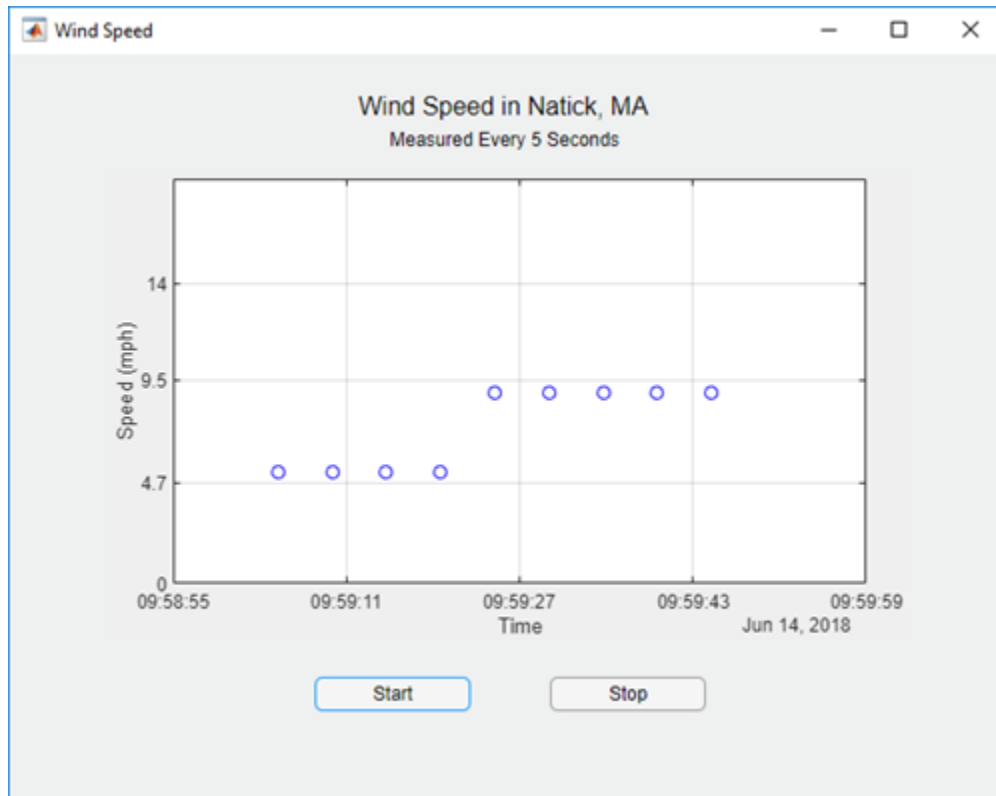 Wind Speed
Wind Speed in Natick, MA
Measured Every 5 Seconds
14
9.5
4.7
0
Speed (mph)
09:58:55 09:59:11 09:59:27 09:59:43 09:59:59
Time
Jun 14, 2018
Start Stop